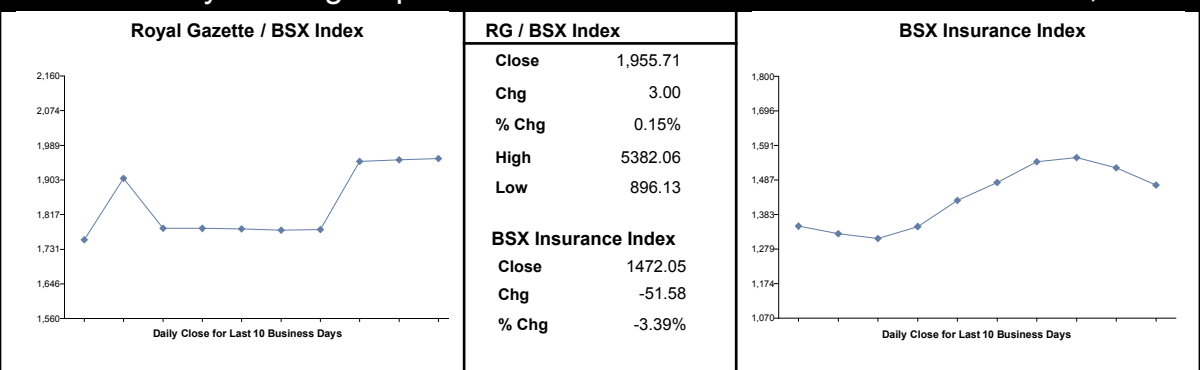 Royal Gazette / BSX Index
2,160
2,074
1,989
1,903
1,817
1,731
1,646
1,560
Daily Close for Last 10 Business Days
RG / BSX Index
Close 1,955.71
Chg 3.00
% Chg 0.15%
High 5382.06
Low 896.13
BSX Insurance Index
Close 1472.05
Chg -51.58
% Chg -3.39%
BSX Insurance Index
1,800
1,696
1,591
1,487
1,383
1,279
1,174
1,070
Daily Close for Last 10 Business Days